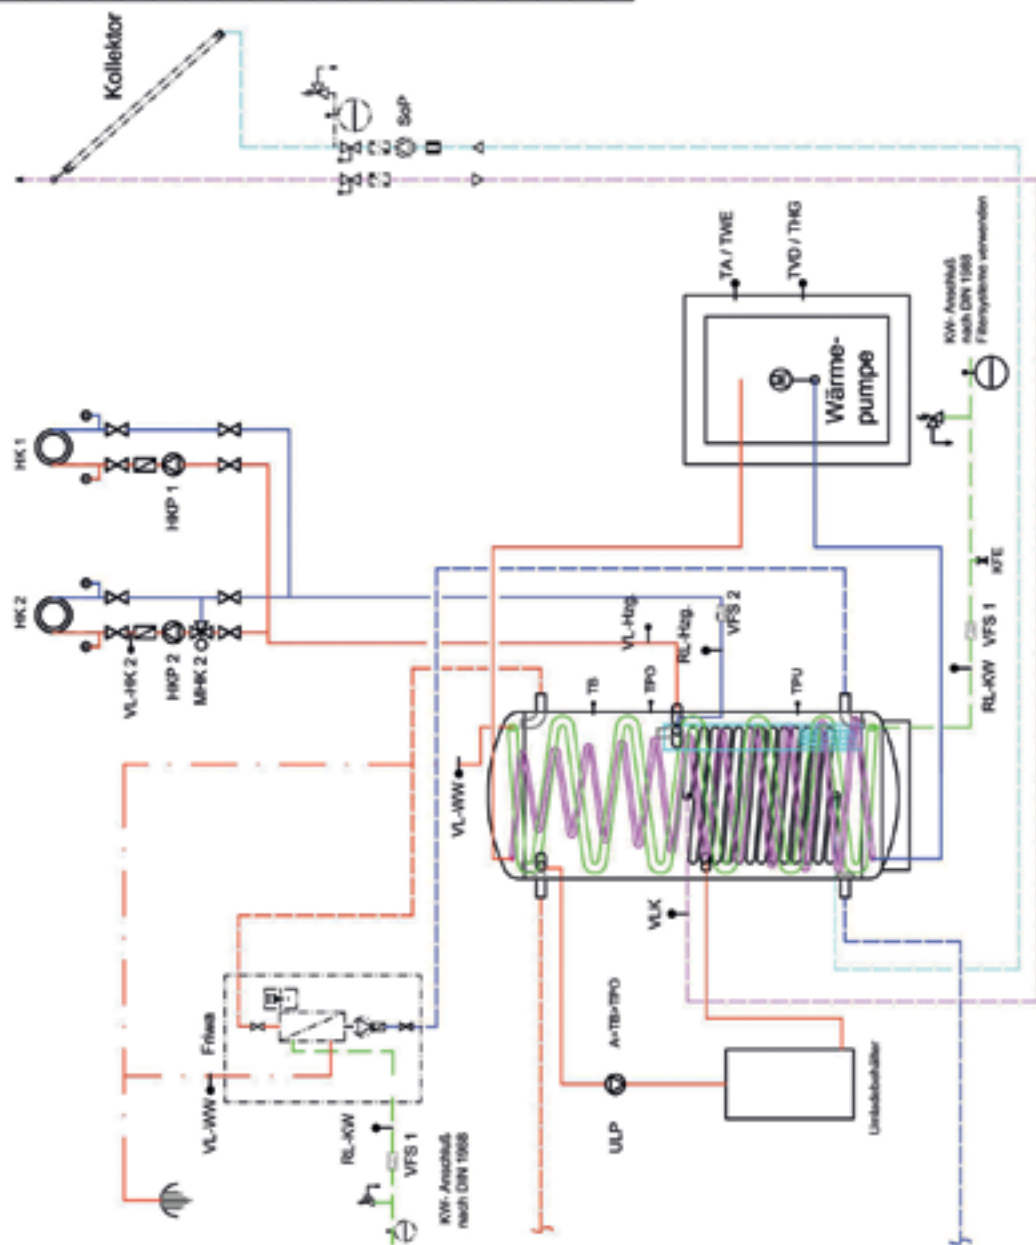 Kollektor
SoP
TA / TWE
TVD / THG
Wärme-
pumpe
KW- Anschluß
nach DIN 1988
Filtersysteme verwenden
HK 1
HKP 1
HK 2
VL-HK 2
HKP 2
MHK 2
VL-Hzg.
RL-Hzg.
VFS 2
KFE
VFS 1
RL-KW
TB
TPO
TPU
VL-WW
VLK
Friwa
VL-WW
RL-KW
VFS 1
KW- Anschluß
nach DIN 1988
A=TB>TPO
ULP
Umladebehälter